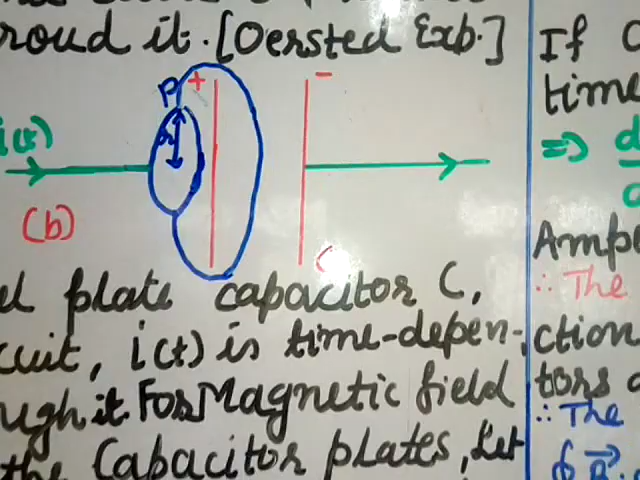 roud it. [Oersted Exp.]
P + -
i(t)
r
(b)
C
plate capacitor C,
cuit, i(t) is time-depen-
ugh it For Magnetic field
the Capacitor plates, Let
If
time
⇒ d
Ampe
∴ The
ction
tors
∴ The
∮ B⃗.